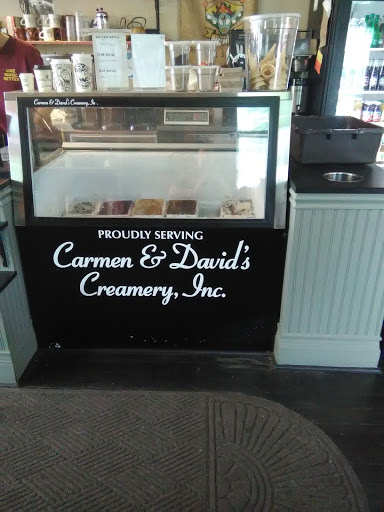 Carmen & David's Creamery, Inc.
PROUDLY SERVING
Carmen & David's
Creamery, Inc.